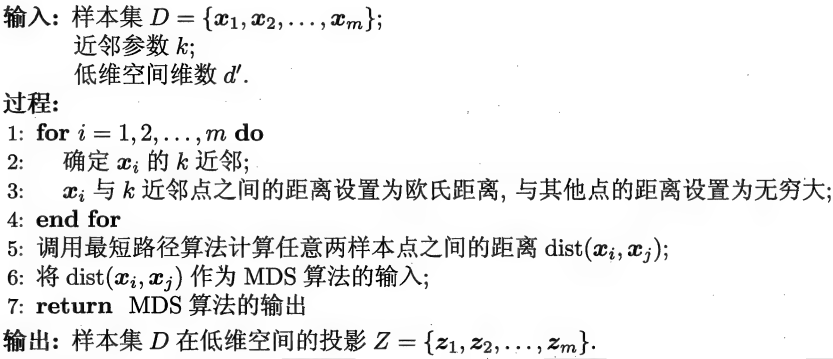 输入: 样本集 D = {x₁, x₂, ..., xₘ};
近邻参数 k;
低维空间维数 d′.
过程:
1: for i = 1, 2, ..., m do
2: 确定 xᵢ 的 k 近邻;
3: xᵢ 与 k 近邻点之间的距离设置为欧氏距离, 与其他点的距离设置为无穷大;
4: end for
5: 调用最短路径算法计算任意两样本点之间的距离 dist(xᵢ, xⱼ);
6: 将 dist(xᵢ, xⱼ) 作为 MDS 算法的输入;
7: return MDS 算法的输出
输出: 样本集 D 在低维空间的投影 Z = {z₁, z₂, ..., zₘ}.